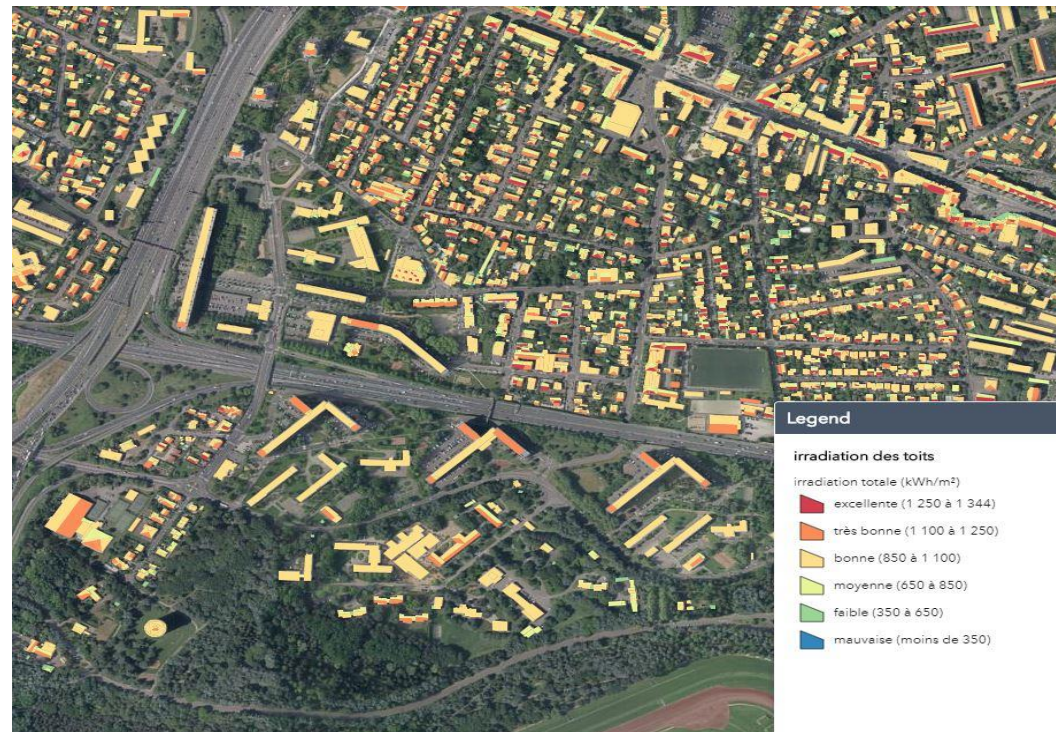 Legend
irradiation des toits
irradiation totale (kWh/m²)
excellente (1 250 à 1 344)
très bonne (1 100 à 1 250)
bonne (850 à 1 100)
moyenne (650 à 850)
faible (350 à 650)
mauvaise (moins de 350)